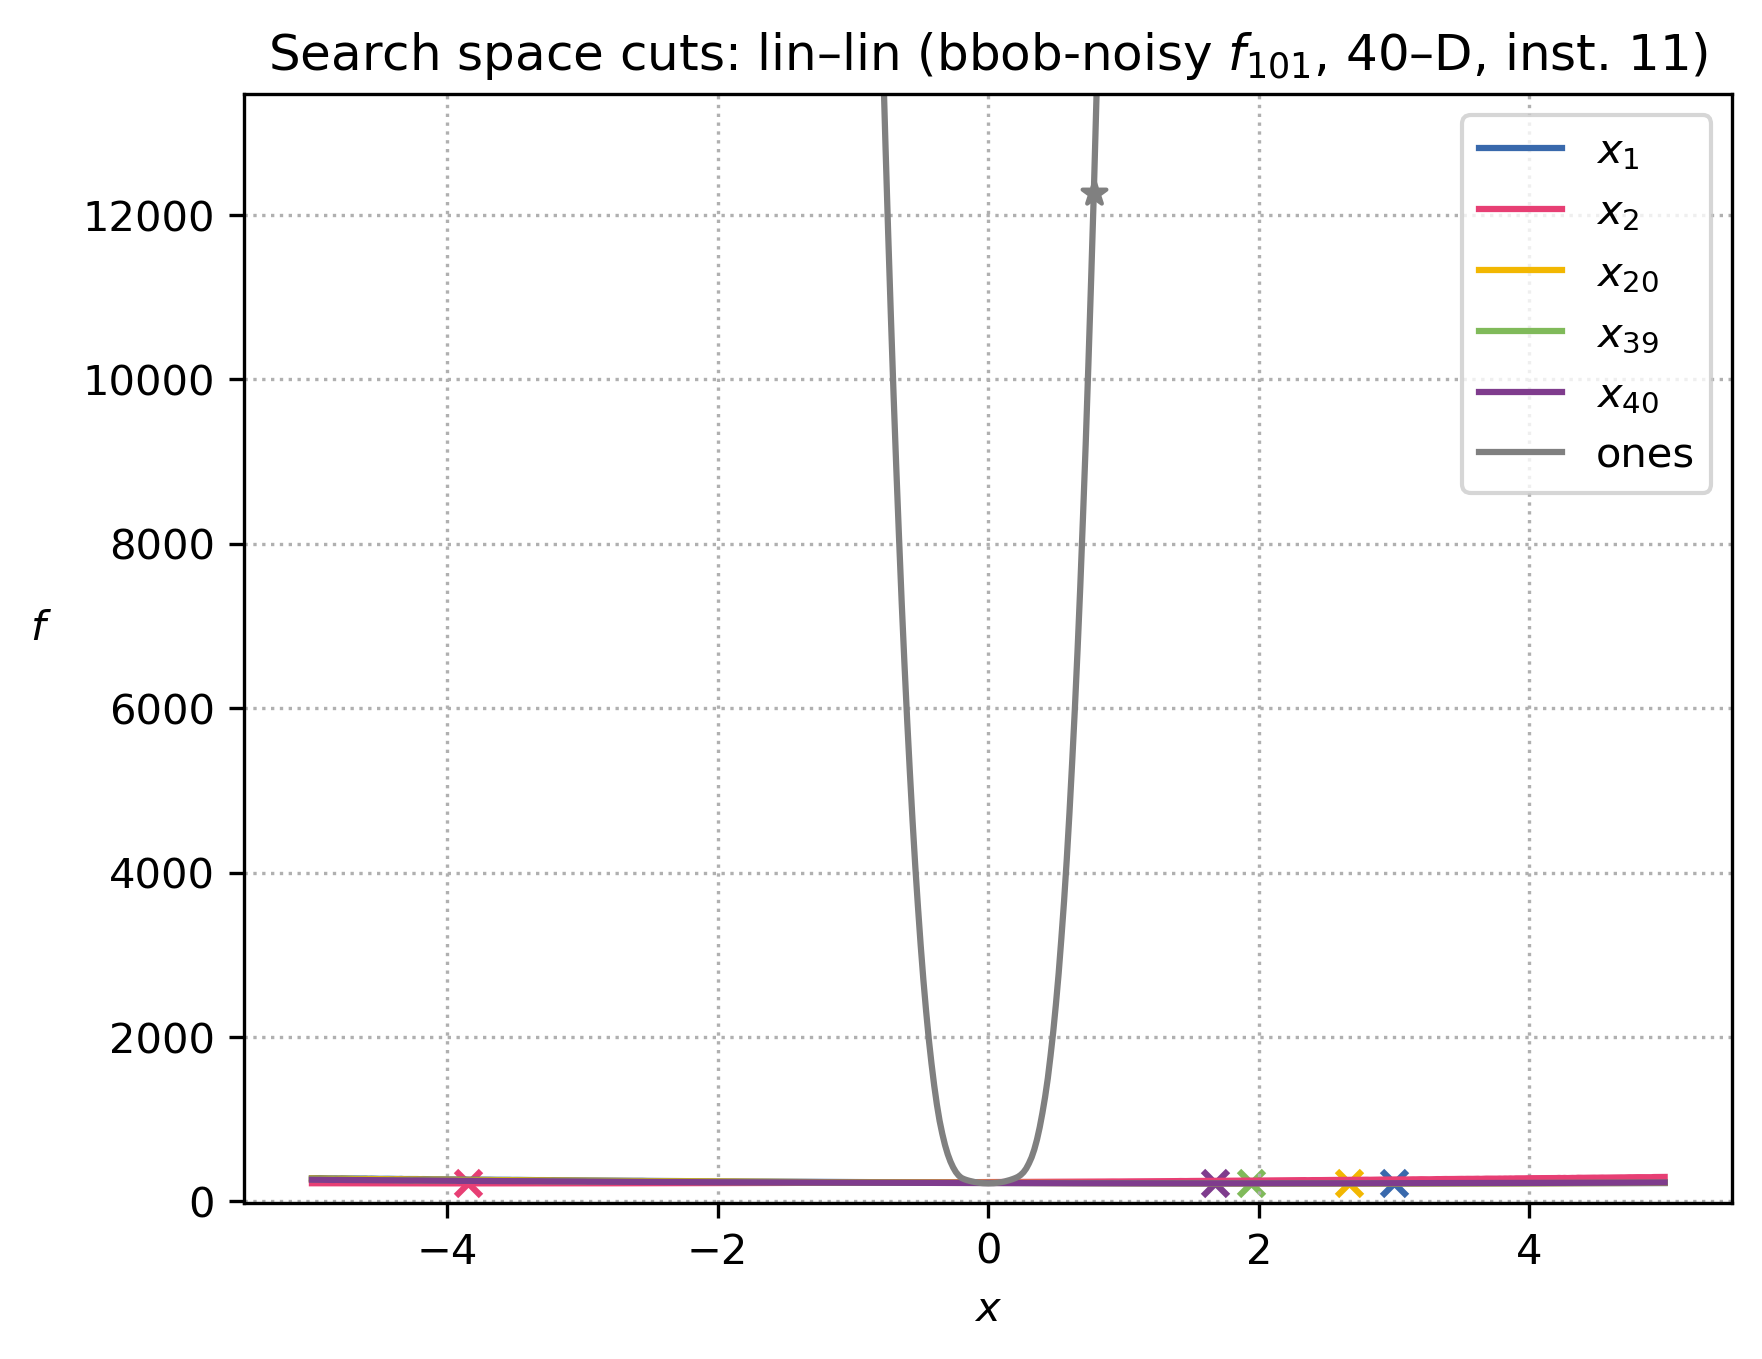 Search space cuts: lin–lin (bbob-noisy f101, 40–D, inst. 11)
12000
10000
8000
6000
4000
2000
0
f
−4
−2
0
2
4
x
x1
x2
x20
x39
x40
ones